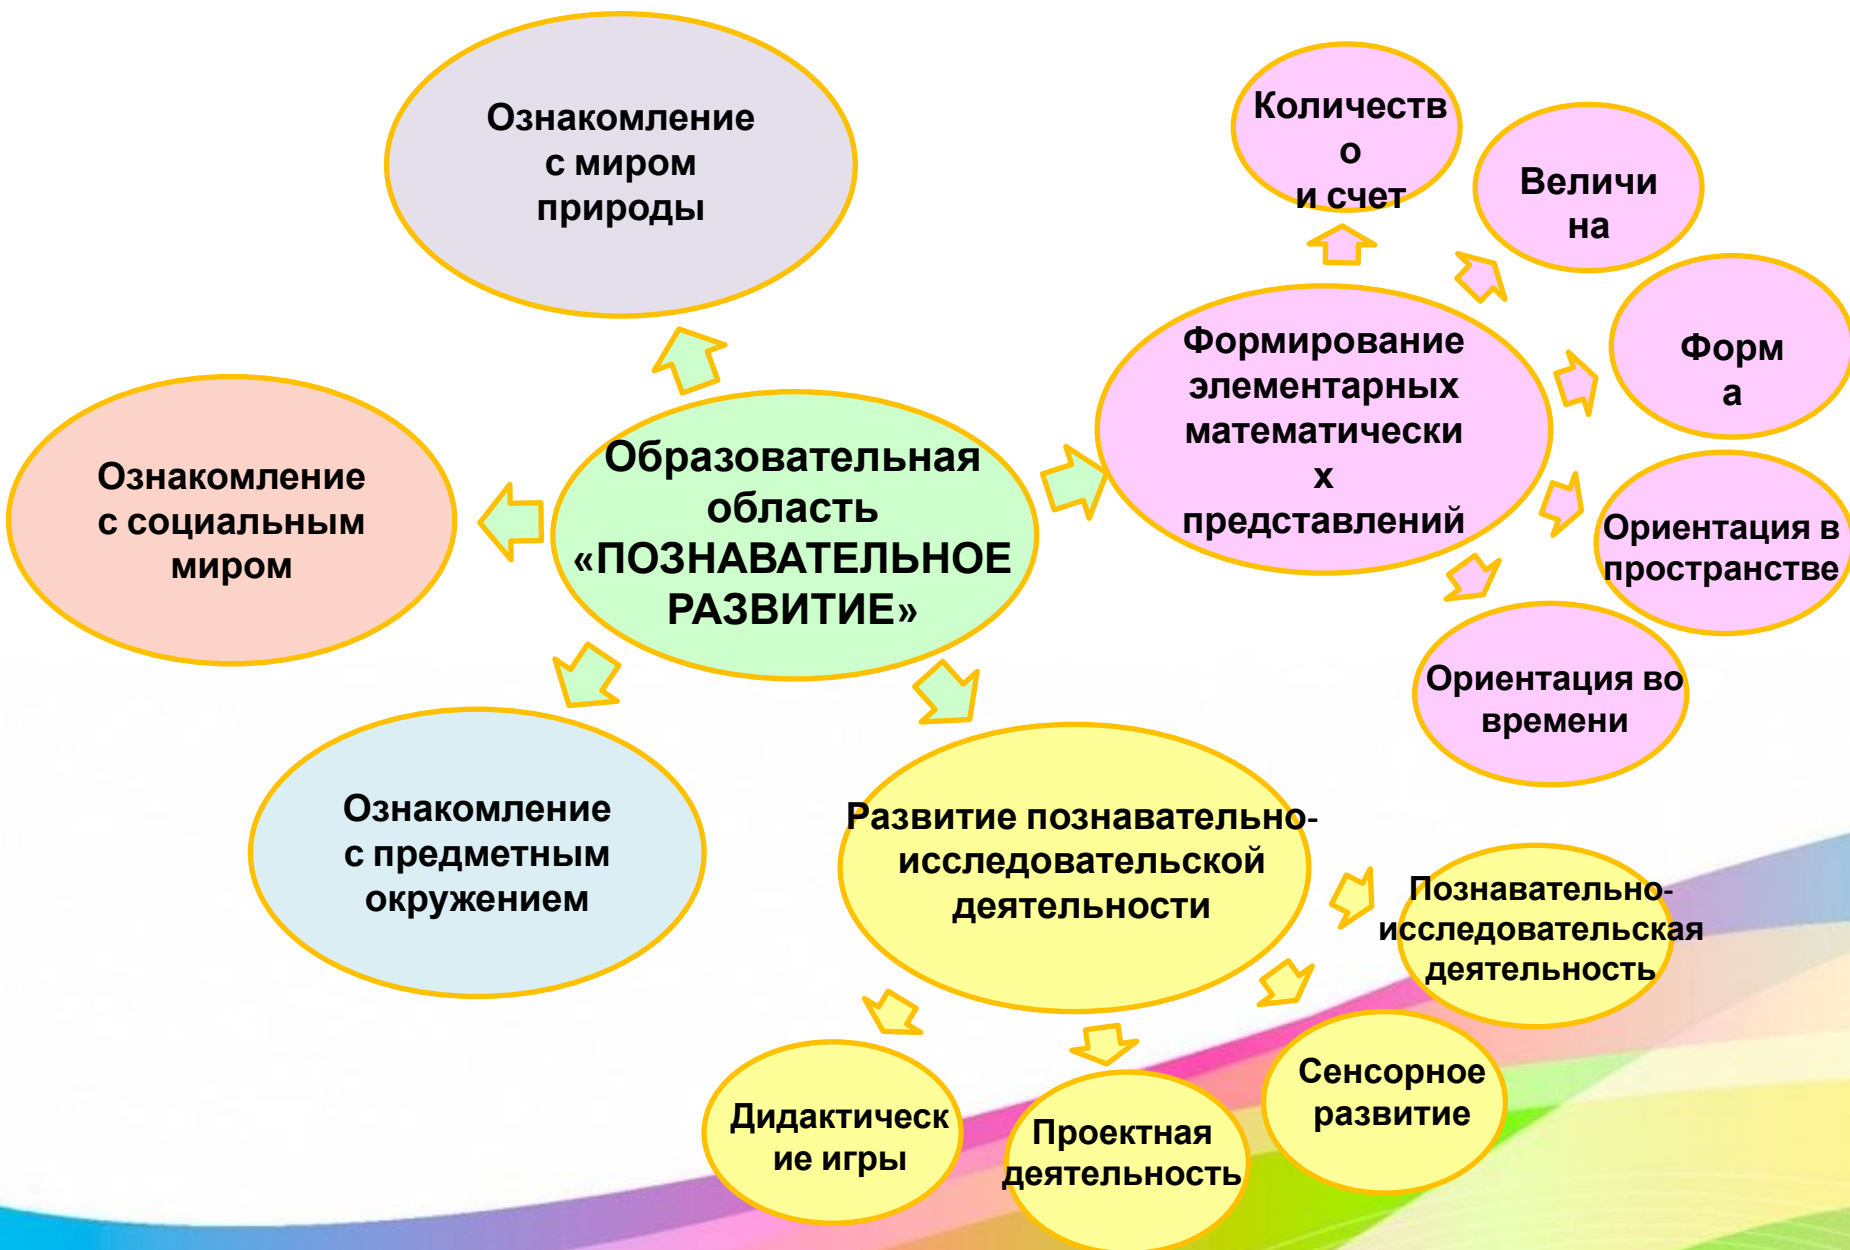 Ознакомление
с миром
природы
Количеств
о
и счет
Величи
на
Форм
а
Формирование
элементарных
математически
х
представлений
Ознакомление
с социальным
миром
Образовательная
область
«ПОЗНАВАТЕЛЬНОЕ
РАЗВИТИЕ»
Ориентация в
пространстве
Ориентация во
времени
Ознакомление
с предметным
окружением
Развитие познавательно-
исследовательской
деятельности
Познавательно-
исследовательская
деятельность
Сенсорное
развитие
Дидактическ
ие игры
Проектная
деятельность